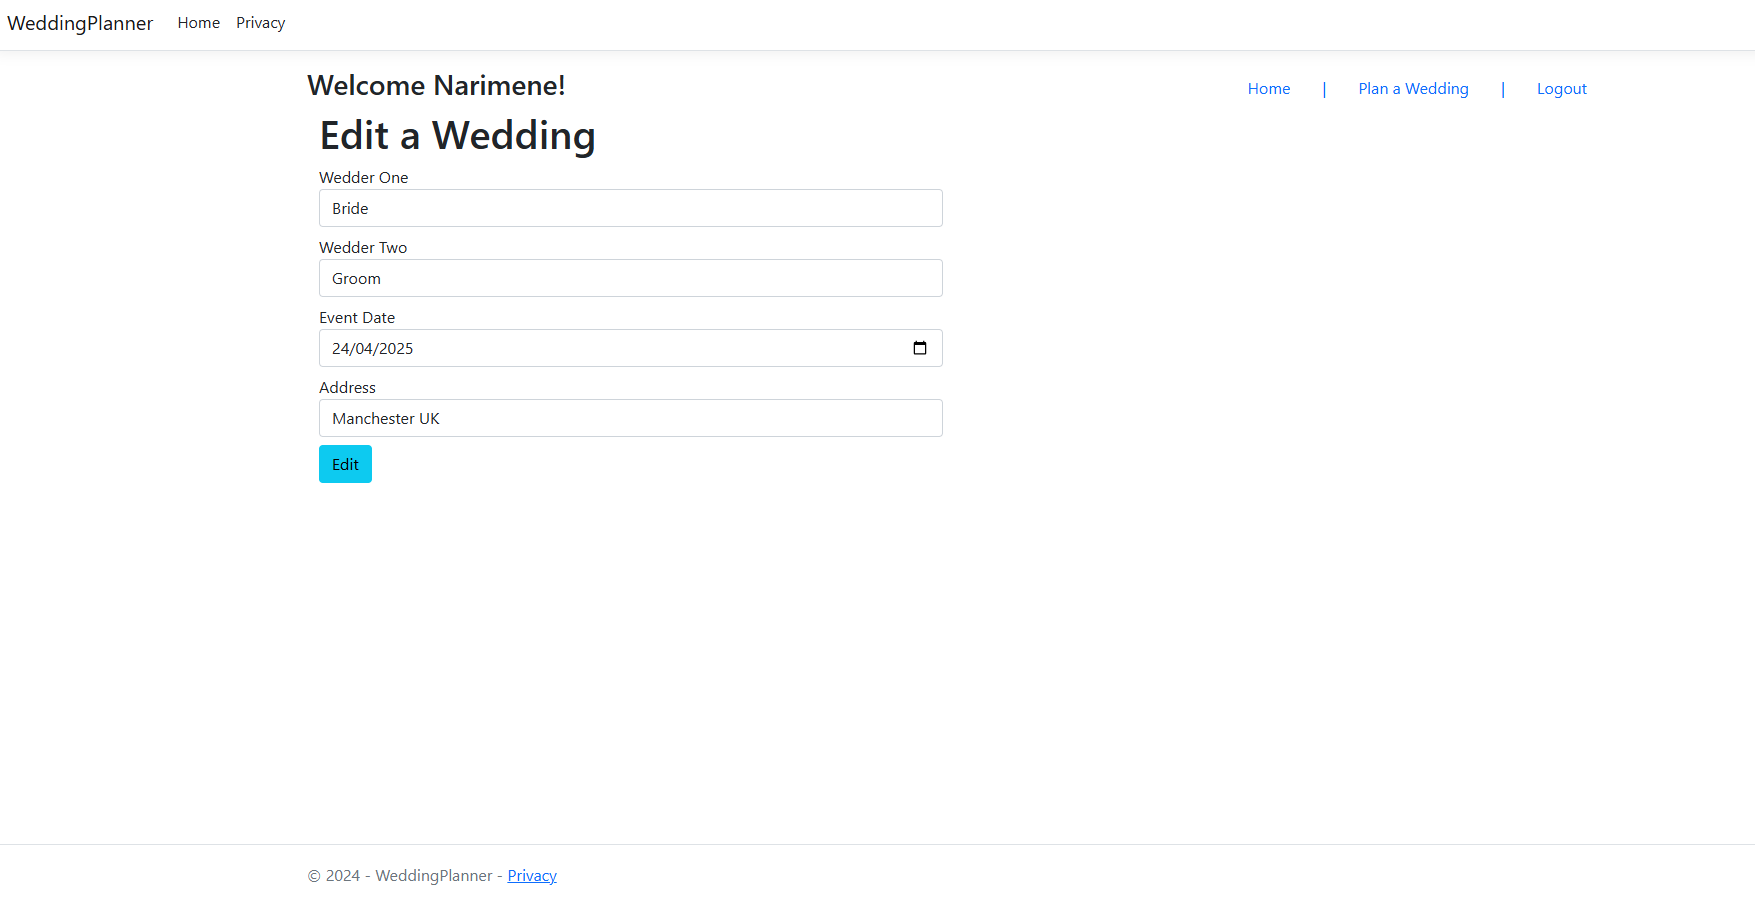 WeddingPlanner Home Privacy
Welcome Narimene!
Home | Plan a Wedding | Logout
Edit a Wedding
Wedder One
Bride
Wedder Two
Groom
Event Date
24/04/2025
Address
Manchester UK
Edit
© 2024 - WeddingPlanner - Privacy